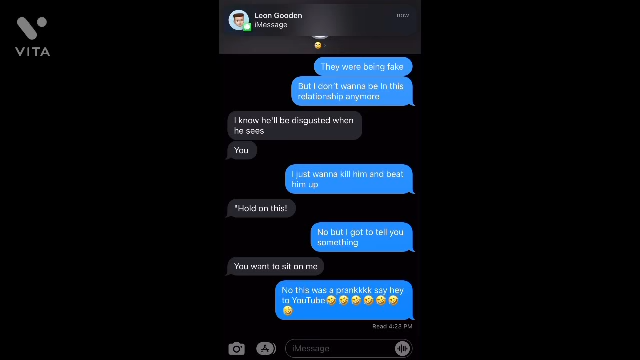 VITA
Leon Gooden
now
iMessage
They were being fake
But I don't wanna be in this
relationship anymore
I know he'll be disgusted when
he sees
You
I just wanna kill him and beat
him up
"Hold on this!
No but I got to tell you
something
You want to sit on me
No this was a prankkkk say hey
to YouTube🤣🤣🤣🤣🤣🤣
🤣
Read 4:23 PM
iMessage